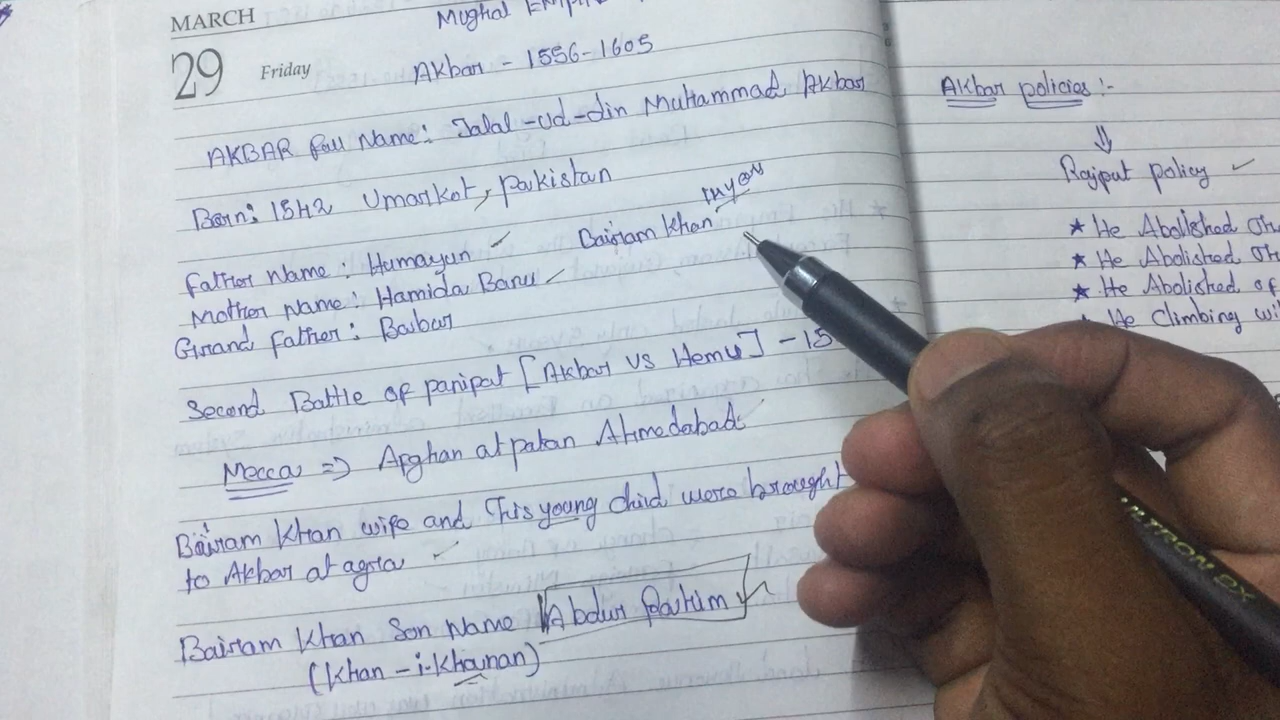 MARCH
29 Friday
Mughal Empi
Akbar - 1556-1605
AKBAR full Name: Jalal-ud-din Muhammad Akbar
Born: 1542 Umarkot, pakistan
Father Name: Humayun
Bairam Khan
Mother Name: Hamida Banu
Grand Father: Babur
Second Battle of panipat [Akbar VS Hemu] - 15
Mecca => Afghan at patan Ahmedabad
Bairam Khan wife and This young child were brought
to Akbar at agra
Bairam Khan Son Name Abdur Rahim
(Khan-i-Khanan)
Akbar policies :-
⇓
Rajput policy
★ He Abolished
★ He Abolished
★ He Abolished of
He Climbing